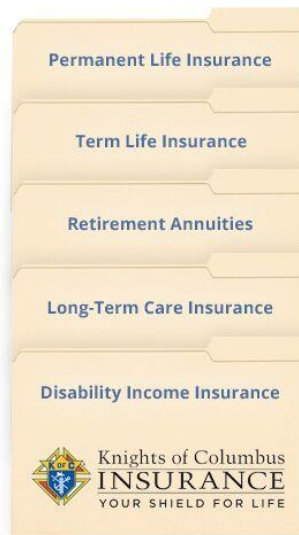 Permanent Life Insurance
Term Life Insurance
Retirement Annuities
Long-Term Care Insurance
Disability Income Insurance
K OF C
Knights of Columbus
INSURANCE
YOUR SHIELD FOR LIFE